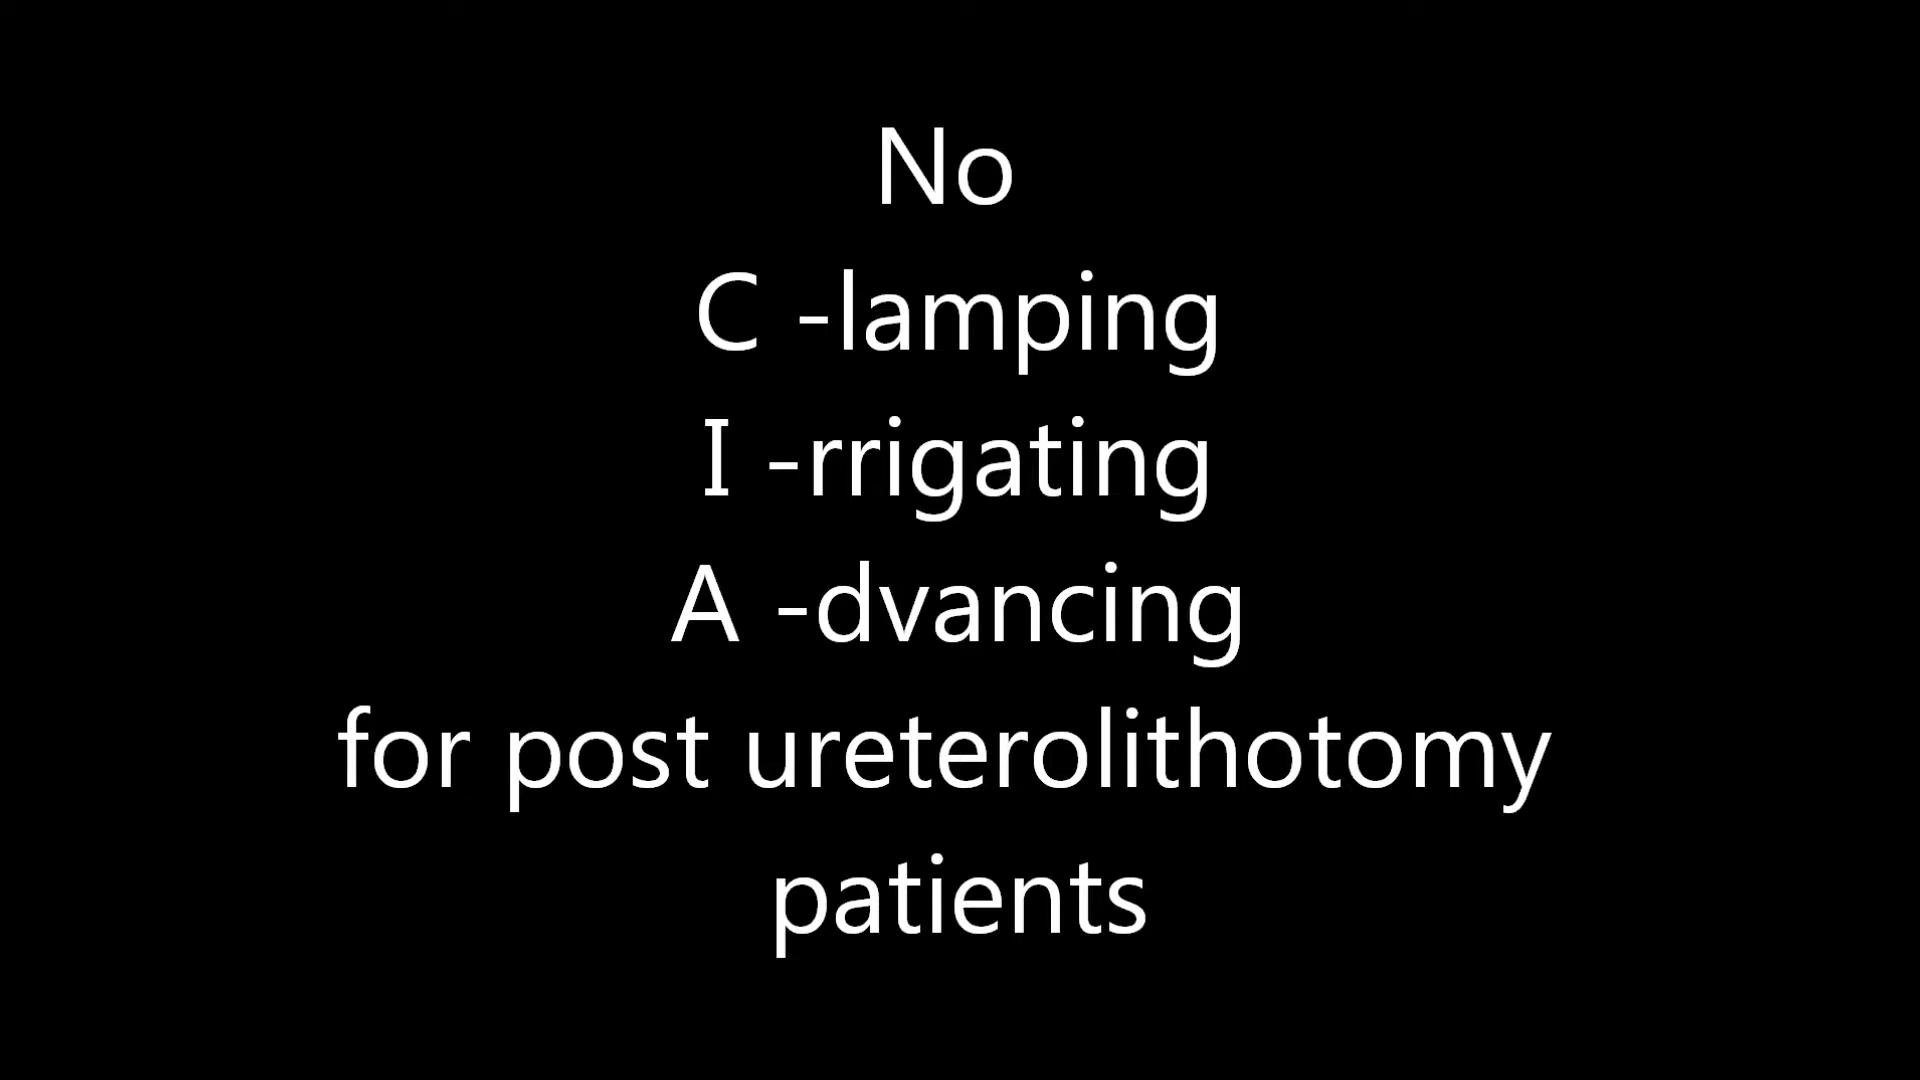 No
C -lamping
I -rrigating
A -dvancing
for post ureterolithotomy
patients